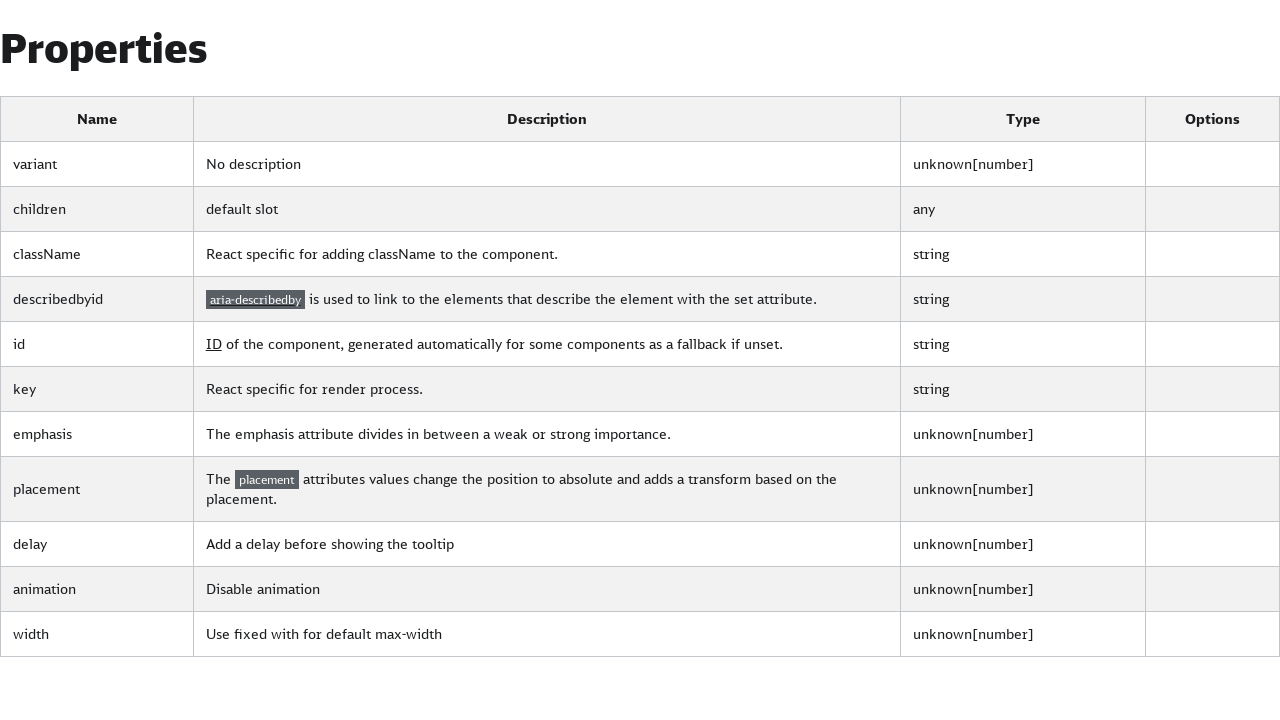 Properties
Name Description Type Options
variant No description unknown[number]
children default slot any
className React specific for adding className to the component. string
describedbyid aria-describedby is used to link to the elements that describe the element with the set attribute. string
id ID of the component, generated automatically for some components as a fallback if unset. string
key React specific for render process. string
emphasis The emphasis attribute divides in between a weak or strong importance. unknown[number]
placement The placement attributes values change the position to absolute and adds a transform based on the
placement. unknown[number]
delay Add a delay before showing the tooltip unknown[number]
animation Disable animation unknown[number]
width Use fixed with for default max-width unknown[number]